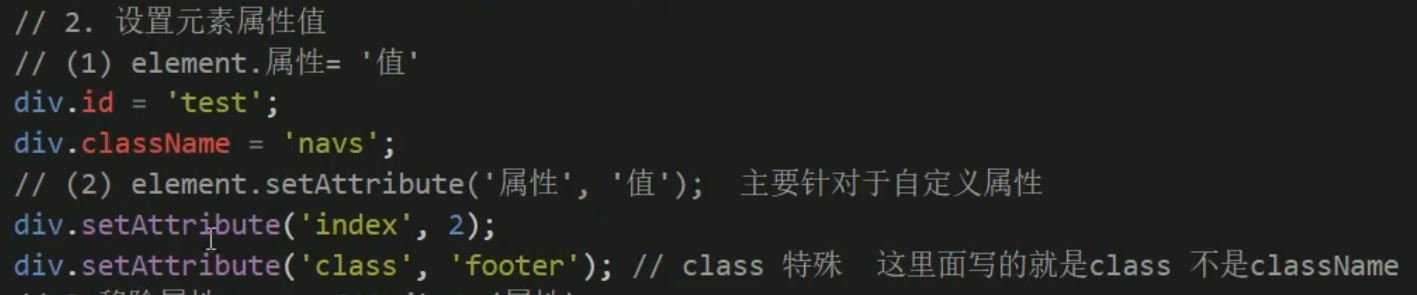 // 2. 设置元素属性值
// (1) element.属性= '值'
div.id = 'test';
div.className = 'navs';
// (2) element.setAttribute('属性', '值');  主要针对于自定义属性
div.setAttribute('index', 2);
div.setAttribute('class', 'footer'); // class 特殊  这里面写的就是class 不是className